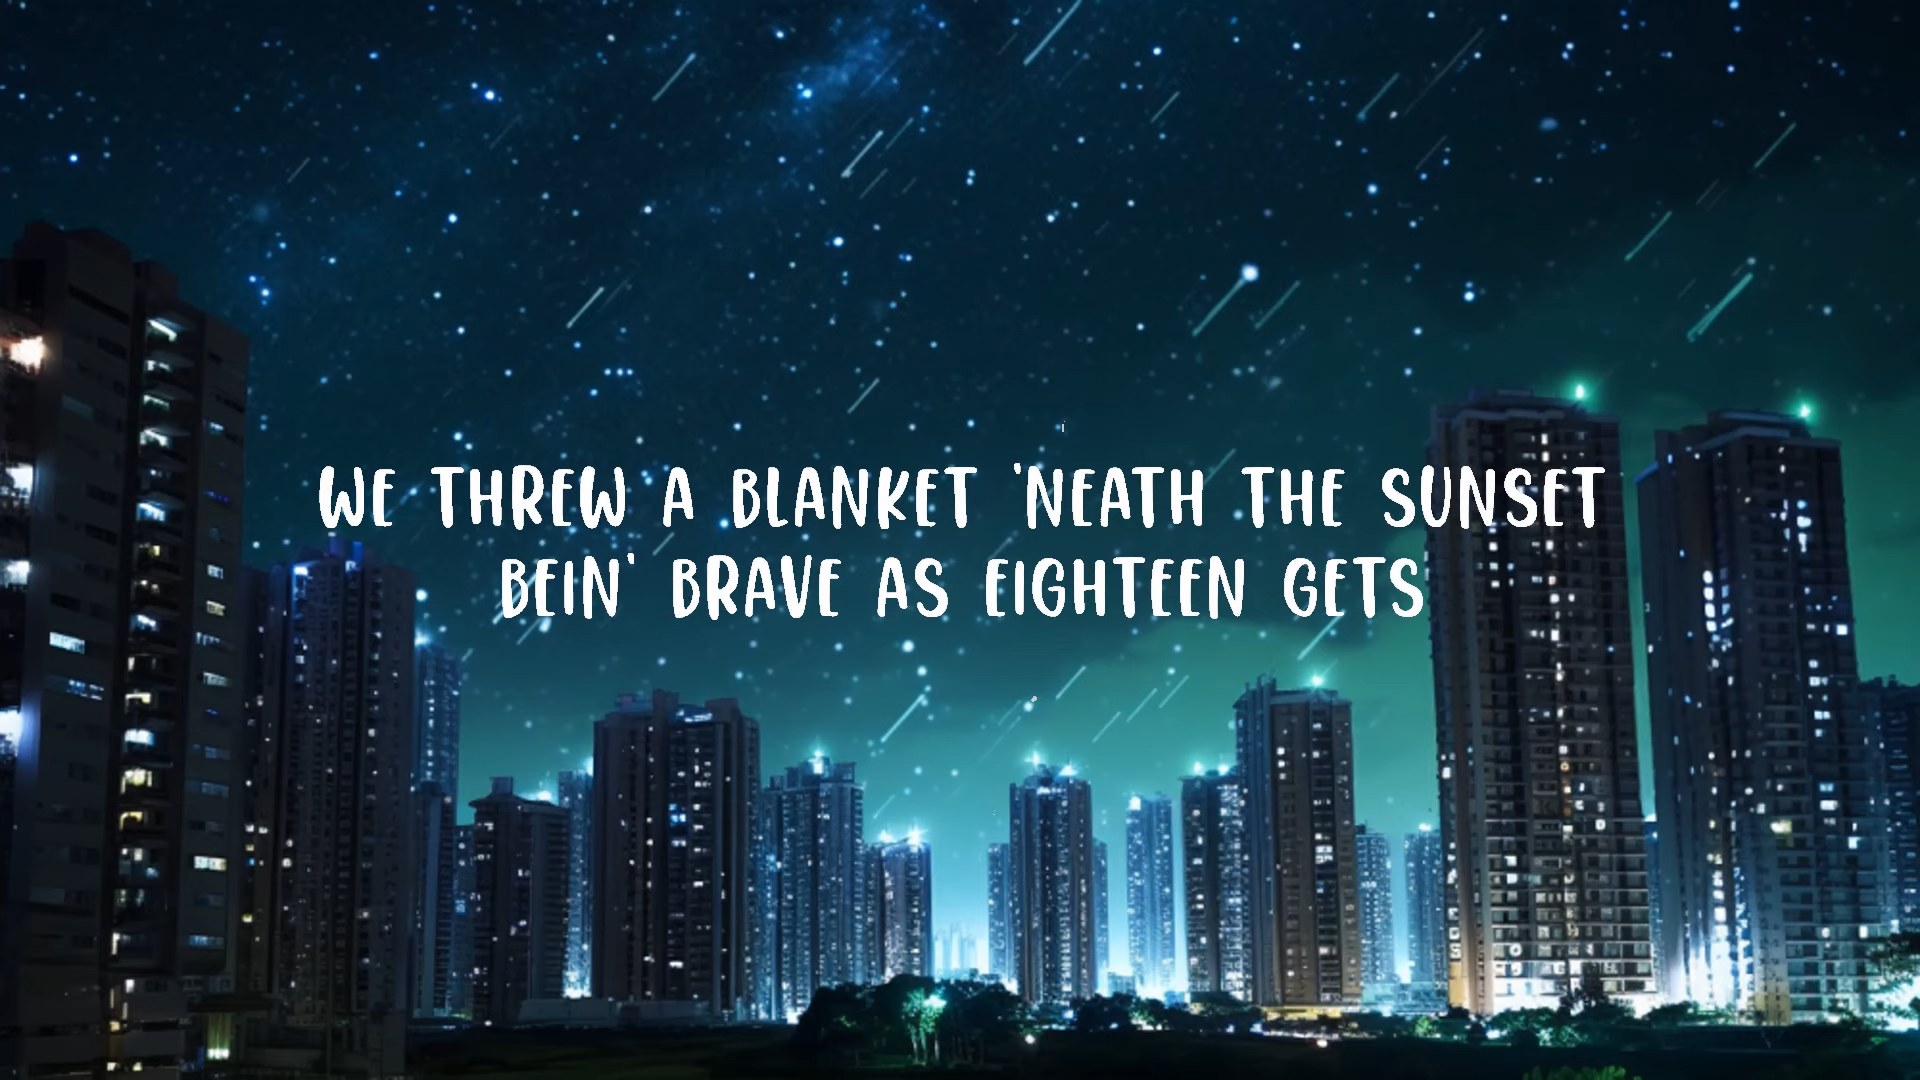 WE THREW A BLANKET 'NEATH THE SUNSET
BEIN' BRAVE AS EIGHTEEN GETS